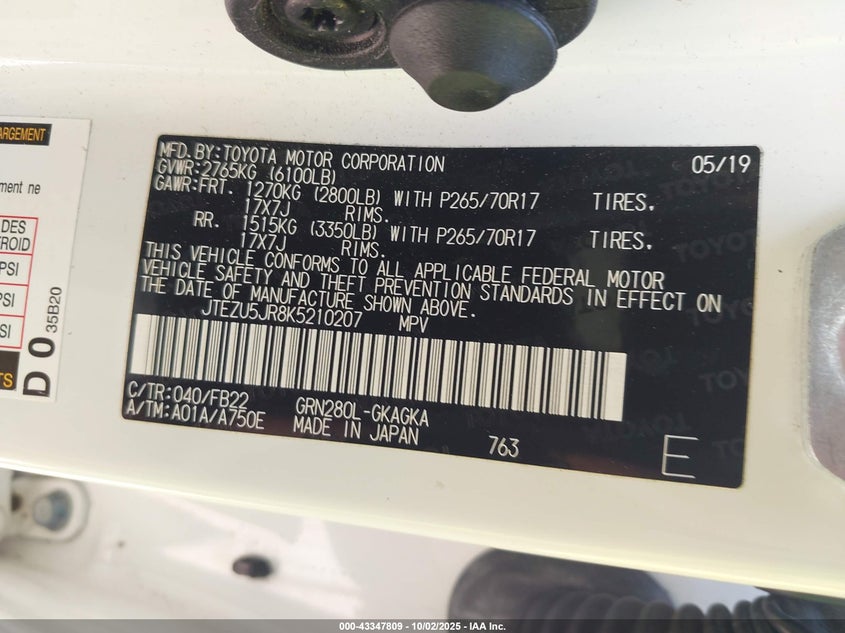 ARGEMENT
ement ne
DES
TROID
PSI
PSI
SI
TS
D 0 35B20
MFD.BY:TOYOTA MOTOR CORPORATION 05/19
GVWR:2765KG (6100LB)
GAWR:FRT. 1270KG (2800LB) WITH P265/70R17 TIRES.
17X7J RIMS.
RR. 1515KG (3350LB) WITH P265/70R17 TIRES.
17X7J RIMS.
THIS VEHICLE CONFORMS TO ALL APPLICABLE FEDERAL MOTOR
VEHICLE SAFETY AND THEFT PREVENTION STANDARDS IN EFFECT ON
THE DATE OF MANUFACTURE SHOWN ABOVE.
JTEZU5JR8K5210207 MPV
C/TR:040/FB22
A/TM:A01A/A750E
GRN280L-GKAGKA
MADE IN JAPAN
763
E
000-43347809 - 10/02/2025 - IAA Inc.